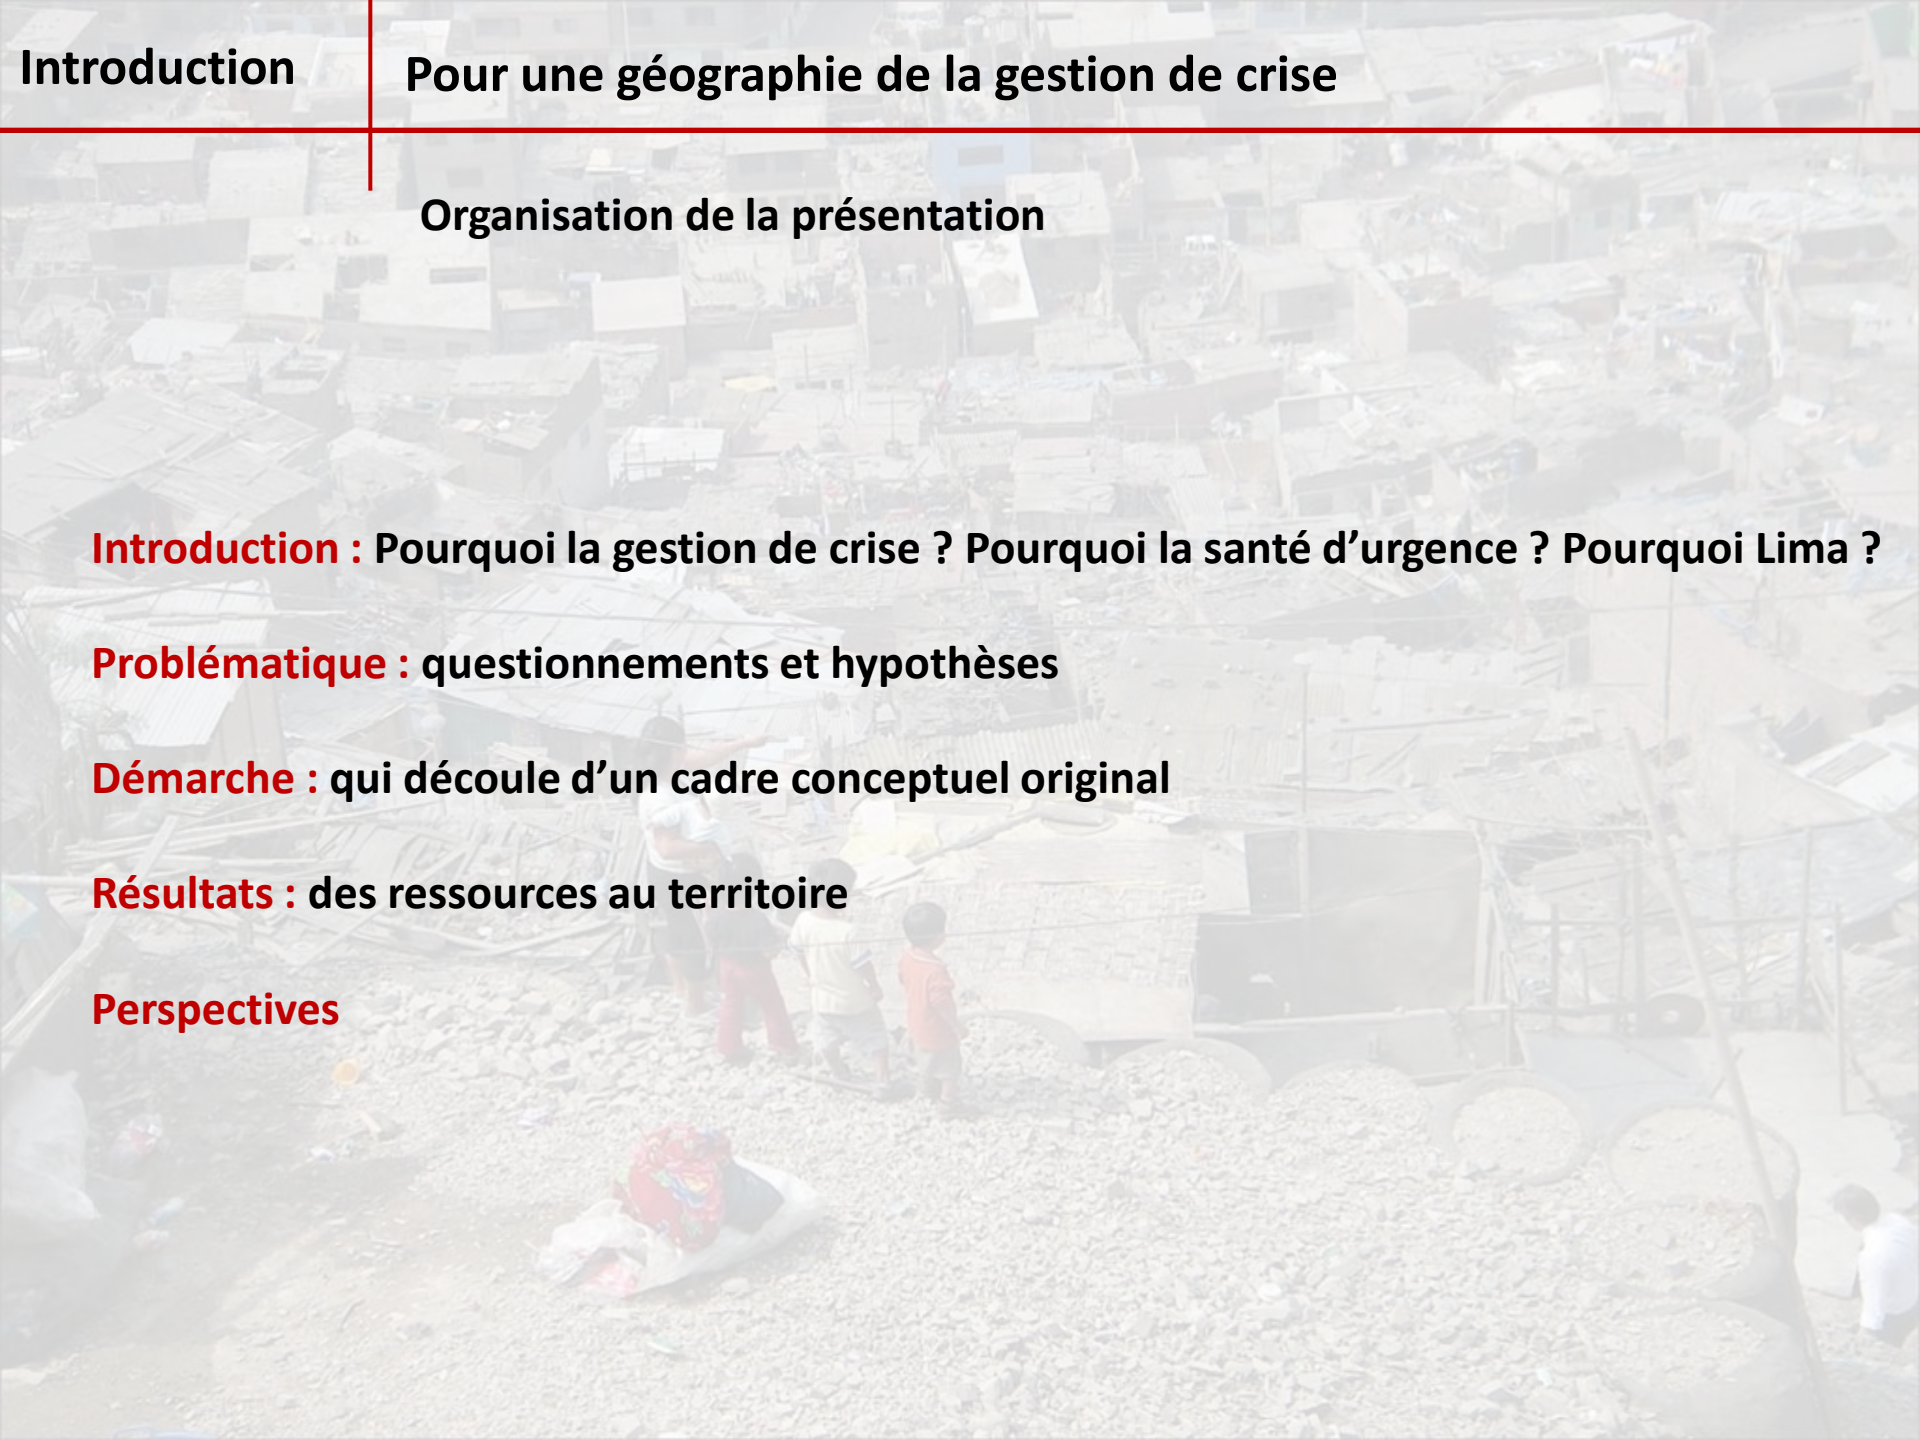 Introduction
Pour une géographie de la gestion de crise
Organisation de la présentation
Introduction : Pourquoi la gestion de crise ? Pourquoi la santé d’urgence ? Pourquoi Lima ?
Problématique : questionnements et hypothèses
Démarche : qui découle d’un cadre conceptuel original
Résultats : des ressources au territoire
Perspectives